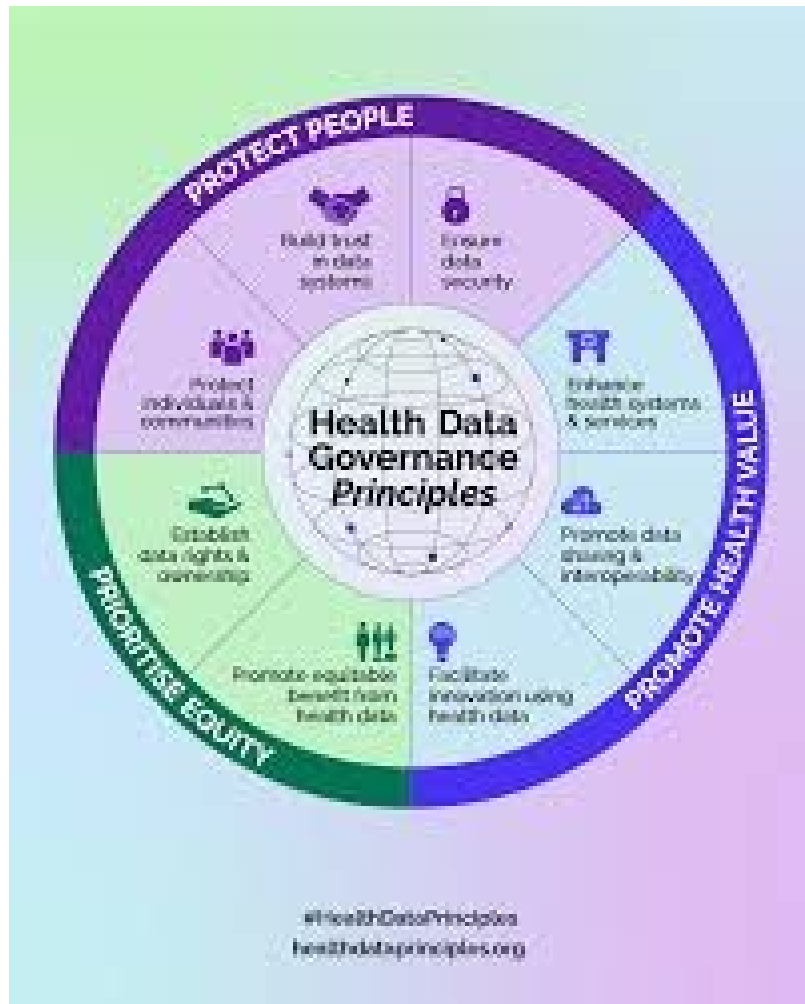 PROTECT PEOPLE
Build trust
in data
systems
Ensure
data
security
Protect
individuals &
communities
Enhance
health systems
& services
Health Data
Governance
Principles
Establish
data rights &
ownership
Promote data
sharing &
interoperability
Promote equitable
benefit from
health data
Facilitate
innovation using
health data
PRIORITISE EQUITY
PROMOTE HEALTH VALUE
#HealthDataPrinciples
healthdataprinciples.org